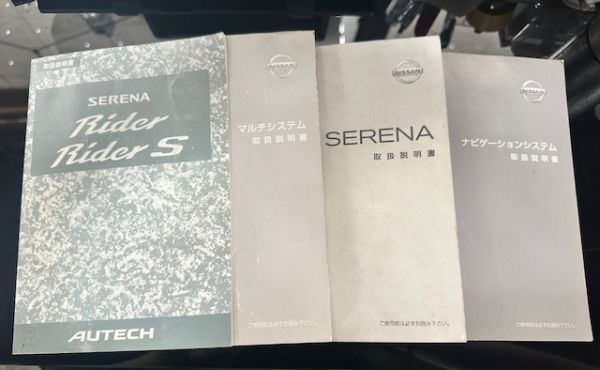 取扱説明書
SERENA
Rider
Rider S
AUTECH
NISSAN
マルチシステム
取扱説明書
ご使用前は必ずお読み下さい。
NISSAN
SERENA
取扱説明書
ご使用前は必ずお読み下さい。
NISSAN
ナビゲーションシステム
取扱説明書
ご使用前は必ずお読み下さい。